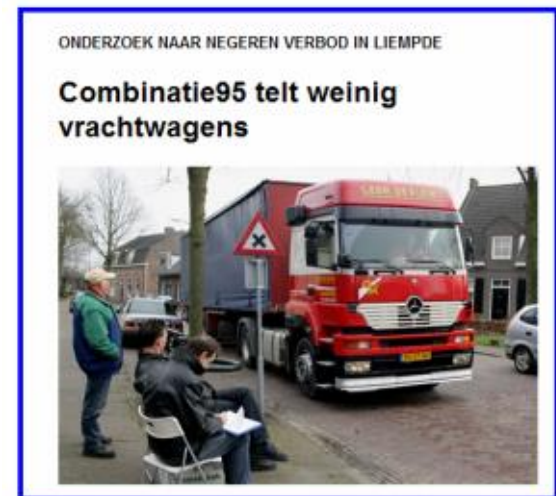 ONDERZOEK NAAR NEGEREN VERBOD IN LIEMPDE
Combinatie95 telt weinig
vrachtwagens